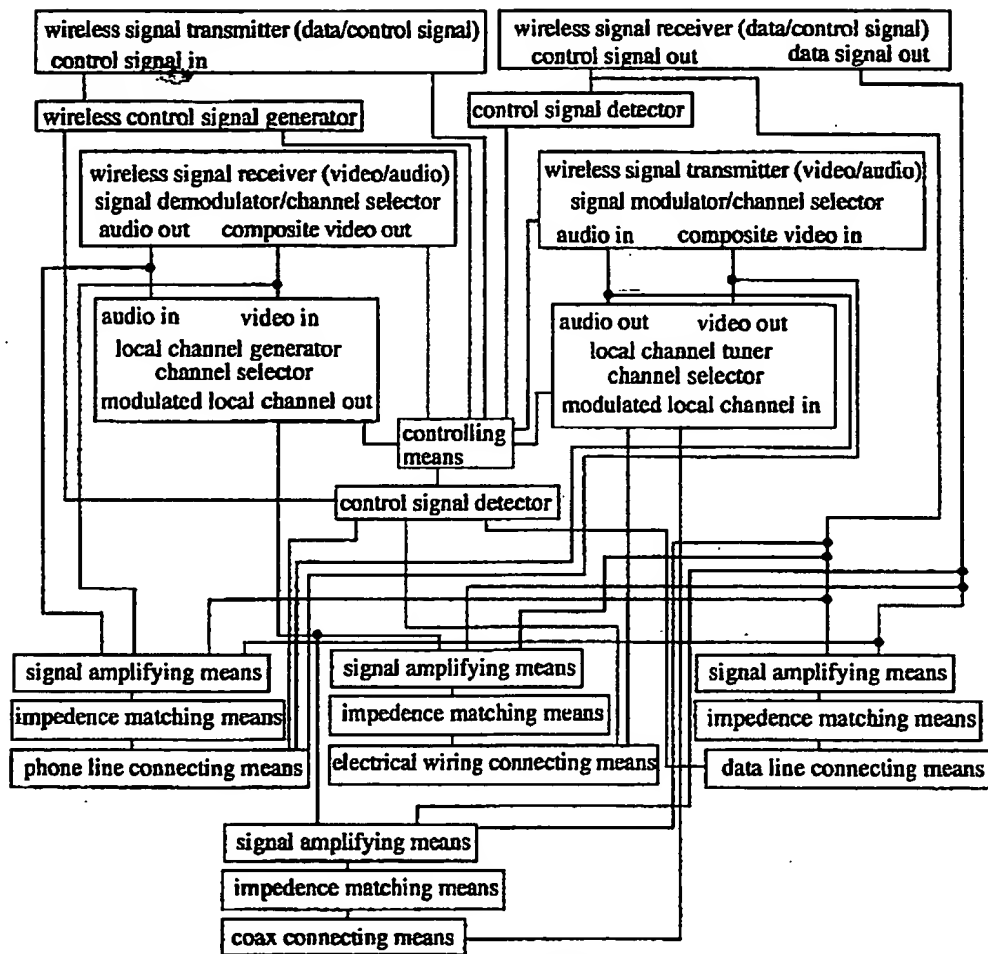 wireless signal transmitter (data/control signal)
control signal in
wireless signal receiver (data/control signal)
control signal out data signal out
wireless control signal generator
control signal detector
wireless signal receiver (video/audio)
signal demodulator/channel selector
audio out composite video out
wireless signal transmitter (video/audio)
signal modulator/channel selector
audio in composite video in
audio in video in
local channel generator
channel selector
modulated local channel out
audio out video out
local channel tuner
channel selector
modulated local channel in
controlling
means
control signal detector
signal amplifying means
impedence matching means
phone line connecting means
signal amplifying means
impedence matching means
electrical wiring connecting means
signal amplifying means
impedence matching means
data line connecting means
signal amplifying means
impedence matching means
coax connecting means